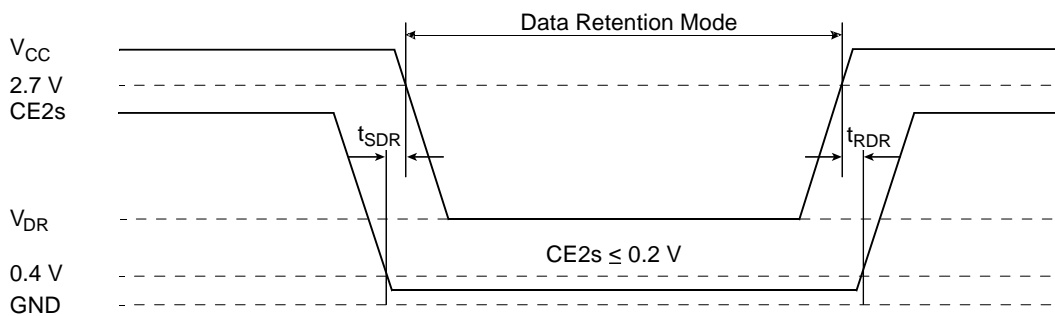 Data Retention Mode
VCC
2.7 V
CE2s
tSDR
tRDR
VDR
CE2s ≤ 0.2 V
0.4 V
GND